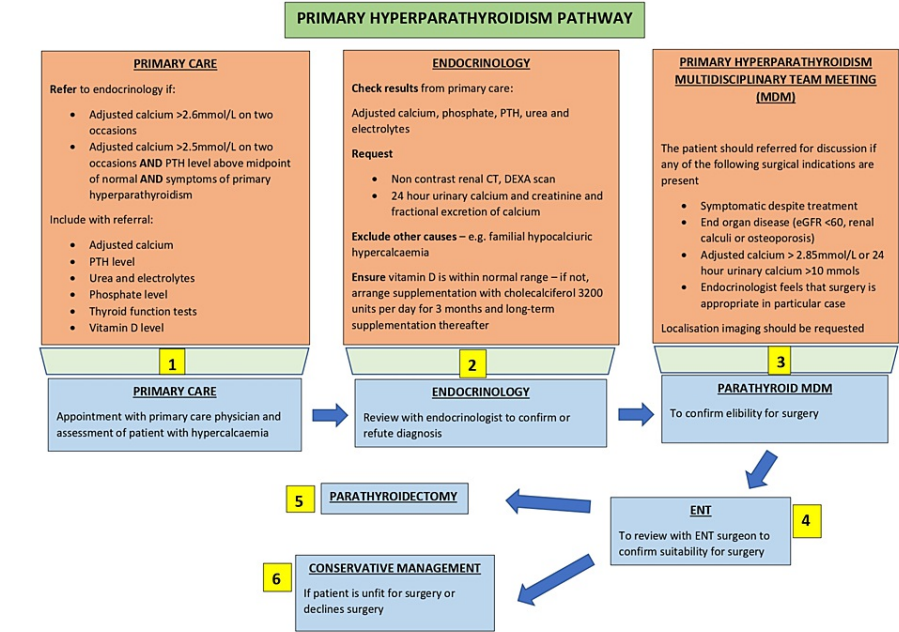 PRIMARY HYPERPARATHYROIDISM PATHWAY
PRIMARY CARE
Refer to endocrinology if:
• Adjusted calcium >2.6mmol/L on two
occasions
• Adjusted calcium >2.5mmol/L on two
occasions AND PTH level above midpoint
of normal AND symptoms of primary
hyperparathyroidism
Include with referral:
• Adjusted calcium
• PTH level
• Urea and electrolytes
• Phosphate level
• Thyroid function tests
• Vitamin D level
ENDOCRINOLOGY
Check results from primary care:
Adjusted calcium, phosphate, PTH, urea and
electrolytes
Request
• Non contrast renal CT, DEXA scan
• 24 hour urinary calcium and creatinine and
fractional excretion of calcium
Exclude other causes – e.g. familial hypocalciuric
hypercalcaemia
Ensure vitamin D is within normal range – if not,
arrange supplementation with cholecalciferol 3200
units per day for 3 months and long-term
supplementation thereafter
PRIMARY HYPERPARATHYROIDISM
MULTIDISCIPLINARY TEAM MEETING
(MDM)
The patient should referred for discussion if
any of the following surgical indications are
present
• Symptomatic despite treatment
• End organ disease (eGFR <60, renal
calculi or osteoporosis)
• Adjusted calcium > 2.85mmol/L or 24
hour urinary calcium >10 mmols
• Endocrinologist feels that surgery is
appropriate in particular case
Localisation imaging should be requested
1
PRIMARY CARE
Appointment with primary care physician and
assessment of patient with hypercalcaemia
2
ENDOCRINOLOGY
Review with endocrinologist to confirm or
refute diagnosis
3
PARATHYROID MDM
To confirm elibility for surgery
4
ENT
To review with ENT surgeon to
confirm suitability for surgery
5
PARATHYROIDECTOMY
6
CONSERVATIVE MANAGEMENT
If patient is unfit for surgery or
declines surgery